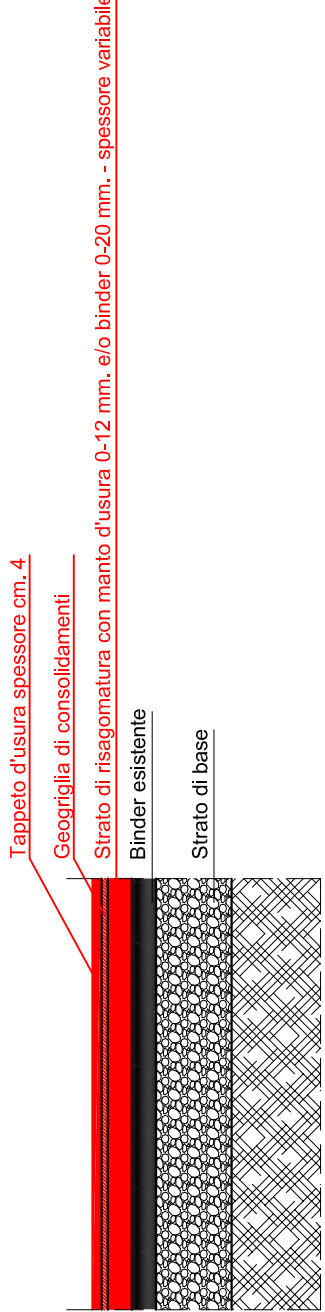 Tappeto d'usura spessore cm. 4
Geogriglia di consolidamenti
Strato di risagomatura con manto d'usura 0-12 mm. e/o binder 0-20 mm. - spessore variabile
Binder esistente
Strato di base